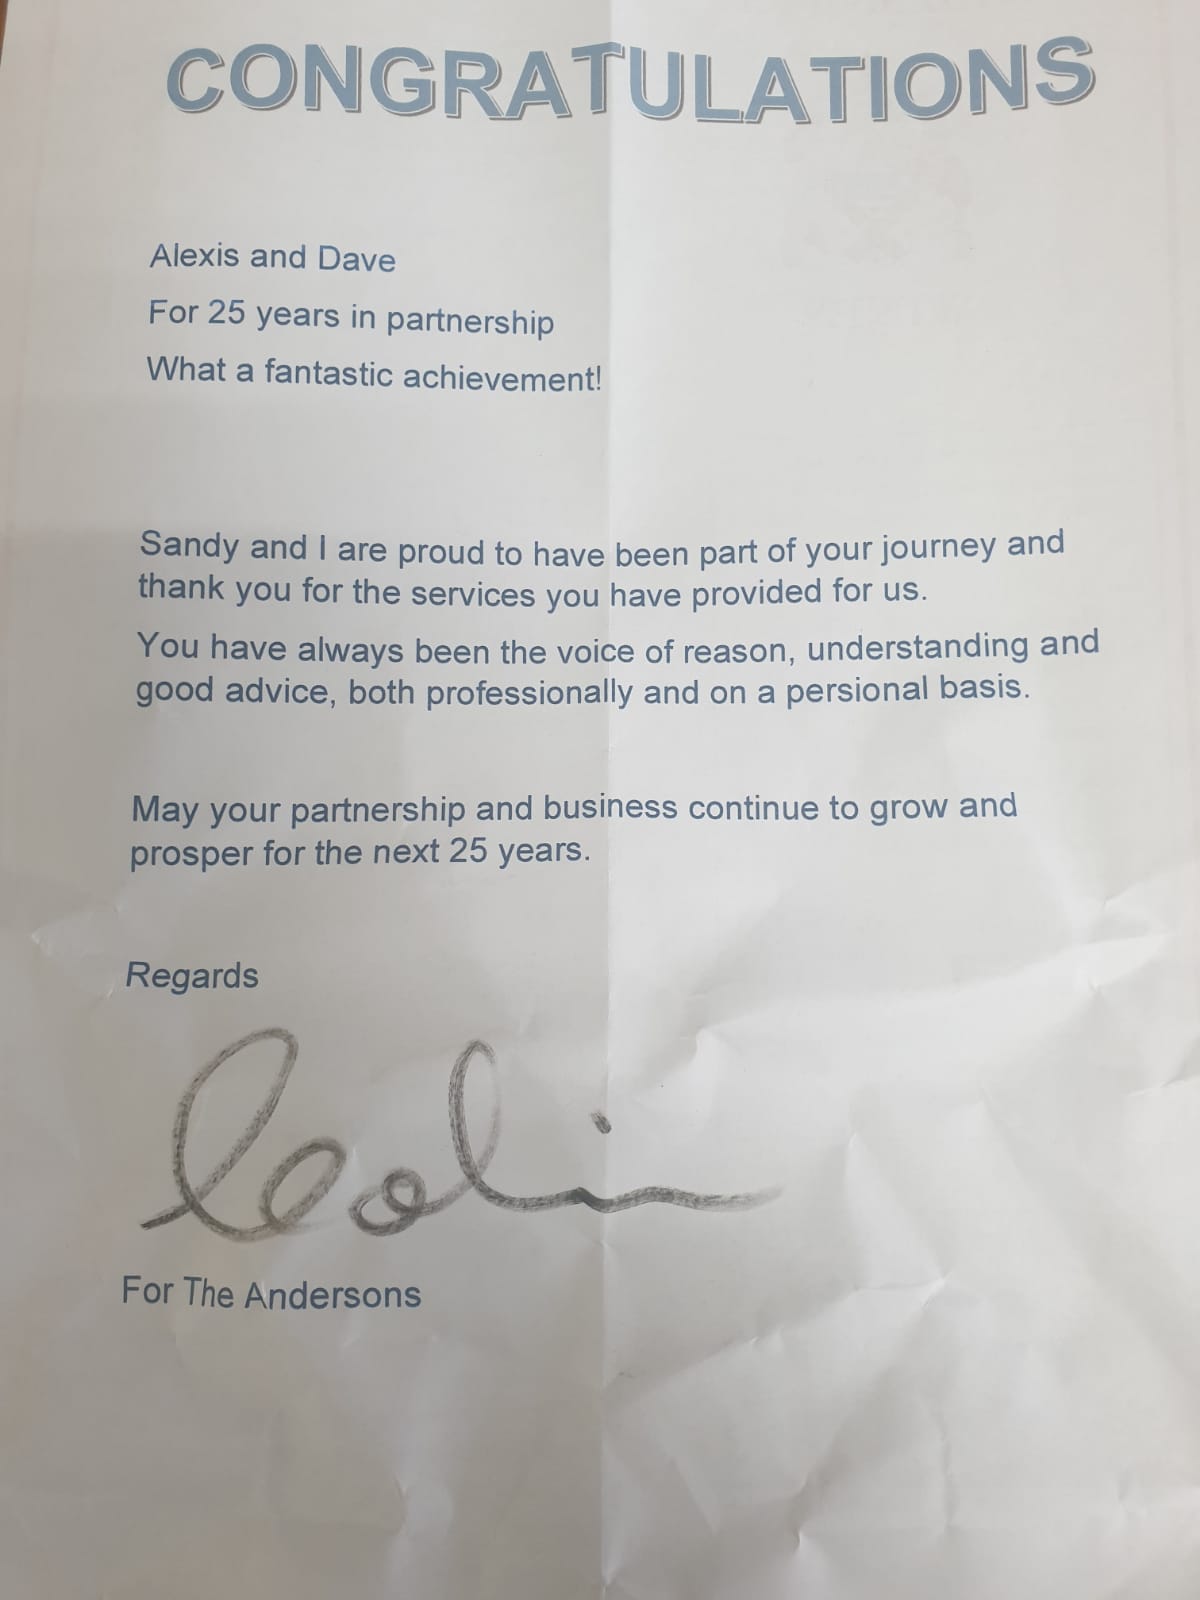 CONGRATULATIONS
Alexis and Dave
For 25 years in partnership
What a fantastic achievement!
Sandy and I are proud to have been part of your journey and
thank you for the services you have provided for us.
You have always been the voice of reason, understanding and
good advice, both professionally and on a persional basis.
May your partnership and business continue to grow and
prosper for the next 25 years.
Regards
Colin
For The Andersons